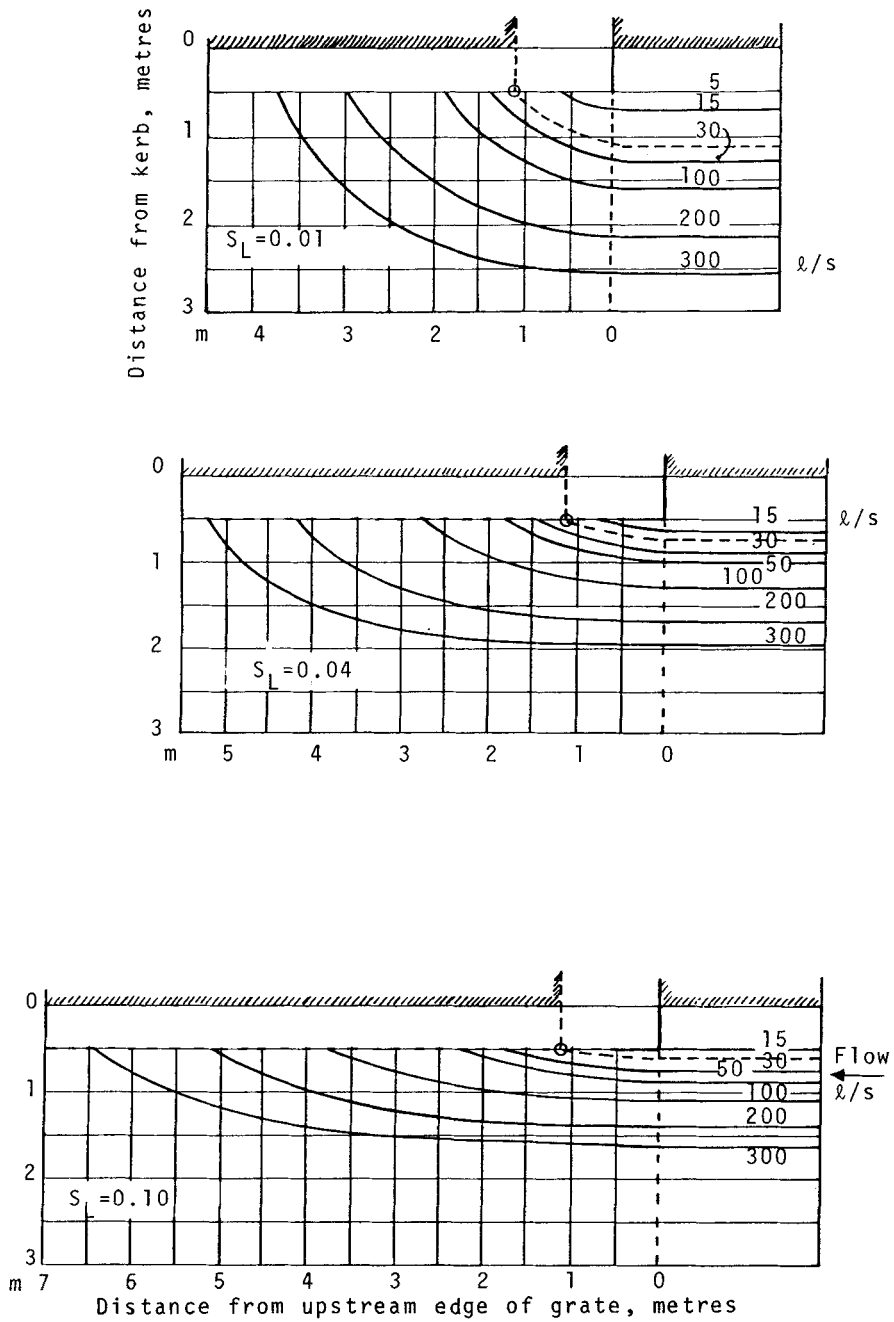 Distance from kerb, metres
0
5
15
30
1
100
200
2
S_L=0.01
300
ℓ/s
3
m 4 3 2 1 0
0
15
ℓ/s
30
1
50
100
200
300
2
S_L=0.04
3
m 5 4 3 2 1 0
0
15
50 30 Flow
1
100 ℓ/s
200
300
2
S_L=0.10
3
m 7 6 5 4 3 2 1 0
Distance from upstream edge of grate, metres